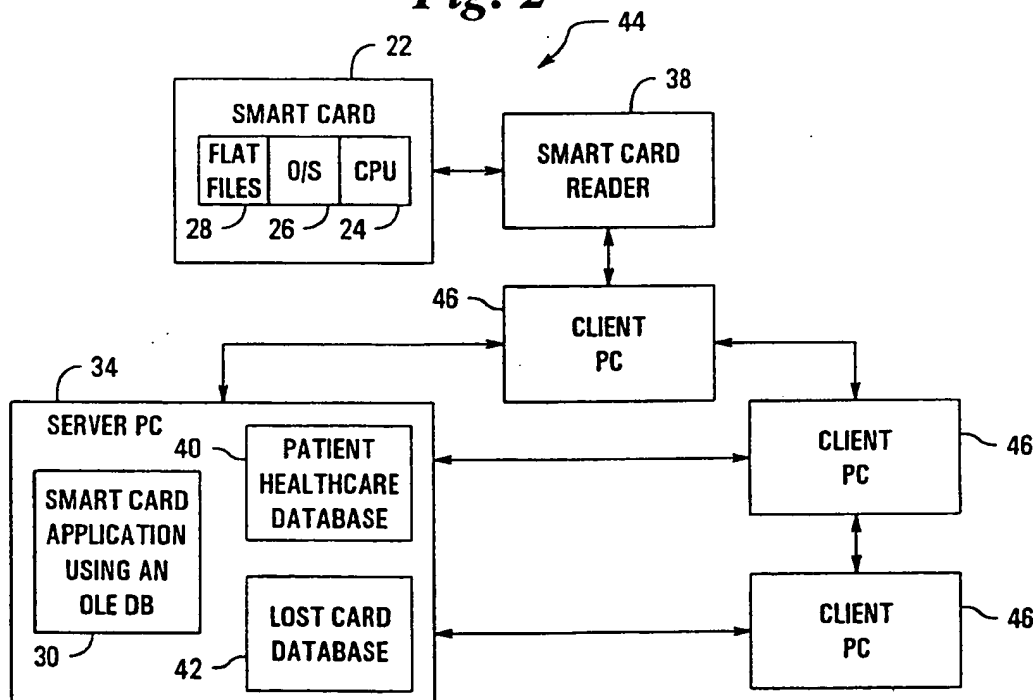 Fig. 2
44
22
38
SMART CARD
FLAT
FILES
O/S
CPU
28
26
24
SMART CARD
READER
46
CLIENT
PC
34
SERVER PC
40
PATIENT
HEALTHCARE
DATABASE
SMART CARD
APPLICATION
USING AN
OLE DB
30
LOST CARD
DATABASE
42
CLIENT
PC
46
CLIENT
PC
46